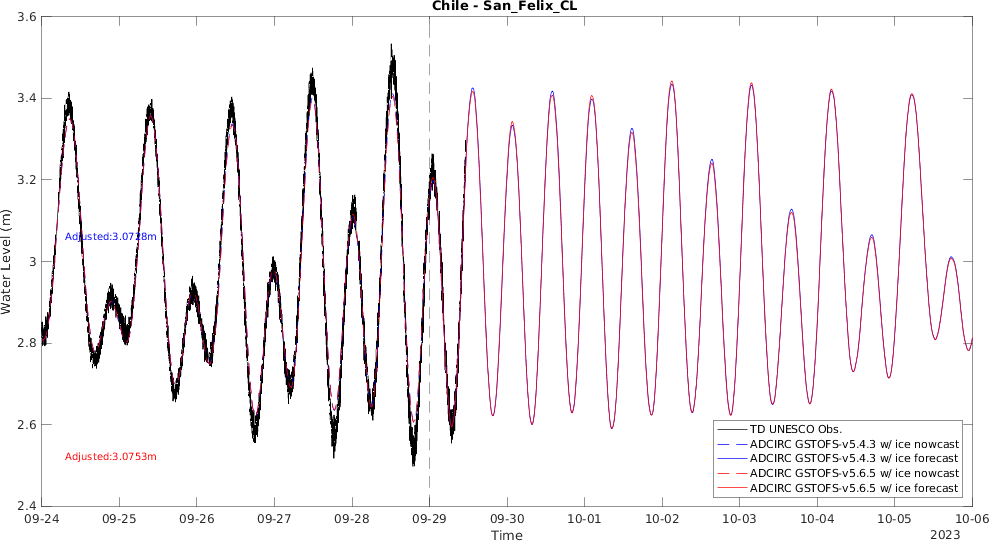 Chile - San_Felix_CL
3.6
3.4
3.2
3
2.8
2.6
2.4
Water Level (m)
Adjusted:3.0728m
Adjusted:3.0753m
TD UNESCO Obs.
ADCIRC GSTOFS-v5.4.3 w/ ice nowcast
ADCIRC GSTOFS-v5.4.3 w/ ice forecast
ADCIRC GSTOFS-v5.6.5 w/ ice nowcast
ADCIRC GSTOFS-v5.6.5 w/ ice forecast
09-24 09-25 09-26 09-27 09-28 09-29 09-30 10-01 10-02 10-03 10-04 10-05 10-06
Time
2023